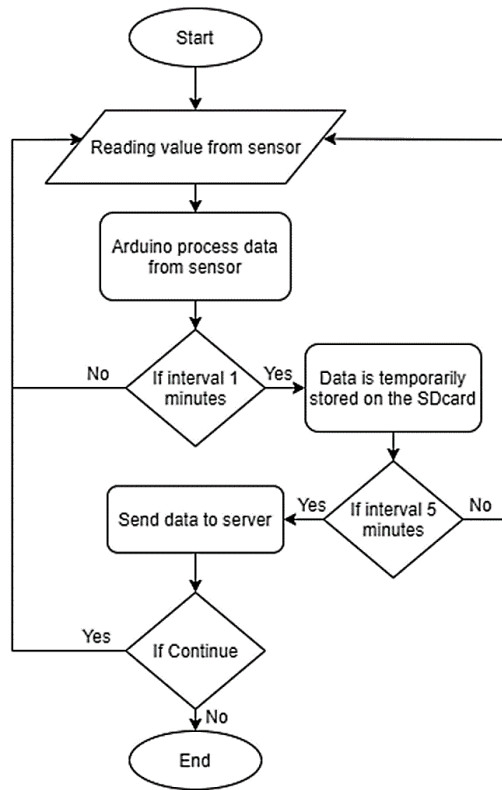 Start
Reading value from sensor
Arduino process data
from sensor
No
If interval 1
minutes
Yes
Data is temporarily
stored on the SDcard
Send data to server
Yes
If interval 5
minutes
No
Yes
If Continue
No
End